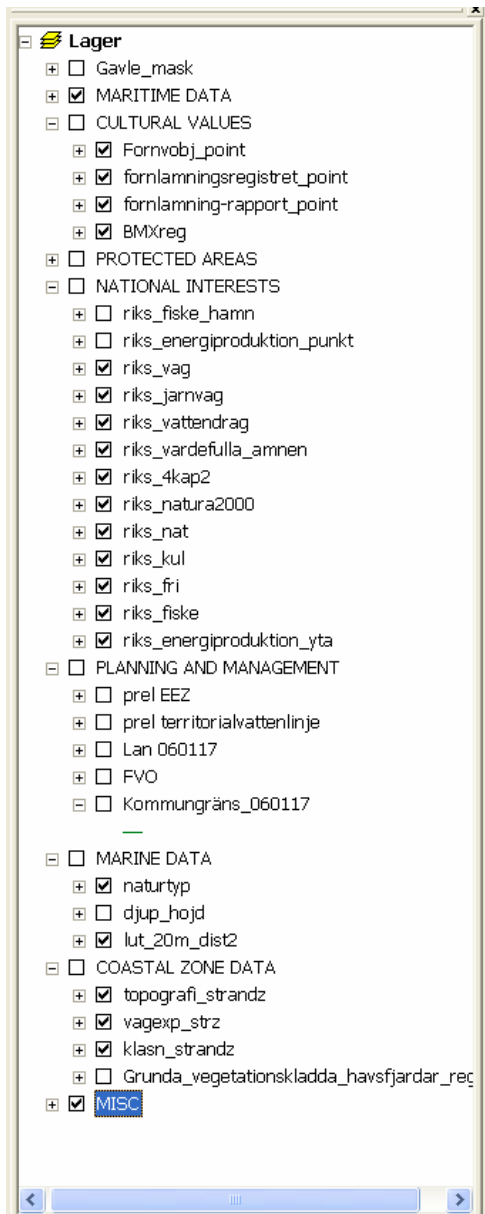 Lager
Gavle_mask
MARITIME DATA
CULTURAL VALUES
Fornvobj_point
fornlamningsregistret_point
fornlamning-rapport_point
BMXreg
PROTECTED AREAS
NATIONAL INTERESTS
riks_fiske_hamn
riks_energiproduktion_punkt
riks_vag
riks_jarnvag
riks_vattendrag
riks_vardefulla_amnen
riks_4kap2
riks_natura2000
riks_nat
riks_kul
riks_fri
riks_fiske
riks_energiproduktion_yta
PLANNING AND MANAGEMENT
prel EEZ
prel territorialvattenlinje
Lan 060117
FVO
Kommungräns_060117
MARINE DATA
naturtyp
djup_hojd
lut_20m_dist2
COASTAL ZONE DATA
topografi_strandz
vagexp_strz
klasn_strandz
Grunda_vegetationskladda_havsfjardar_reg
MISC